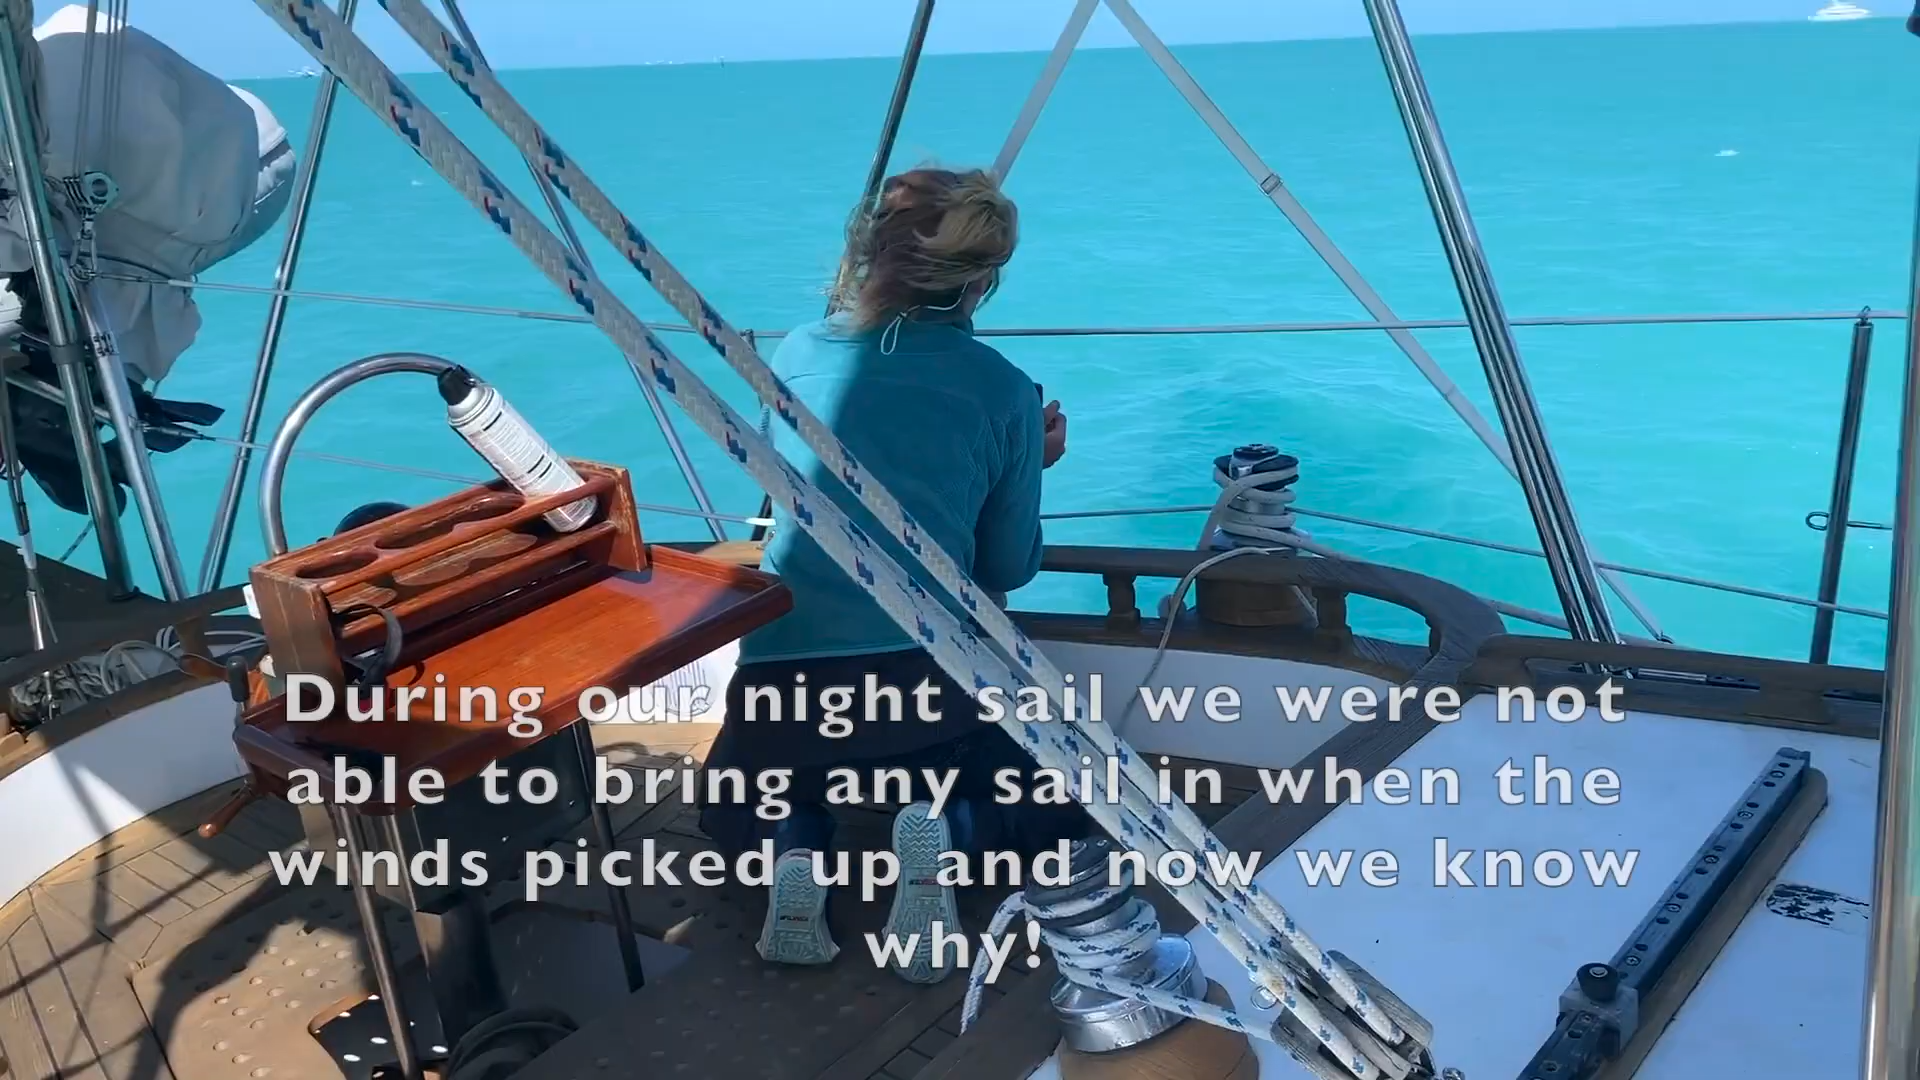 During our night sail we were not
able to bring any sail in when the
winds picked up and now we know
why!